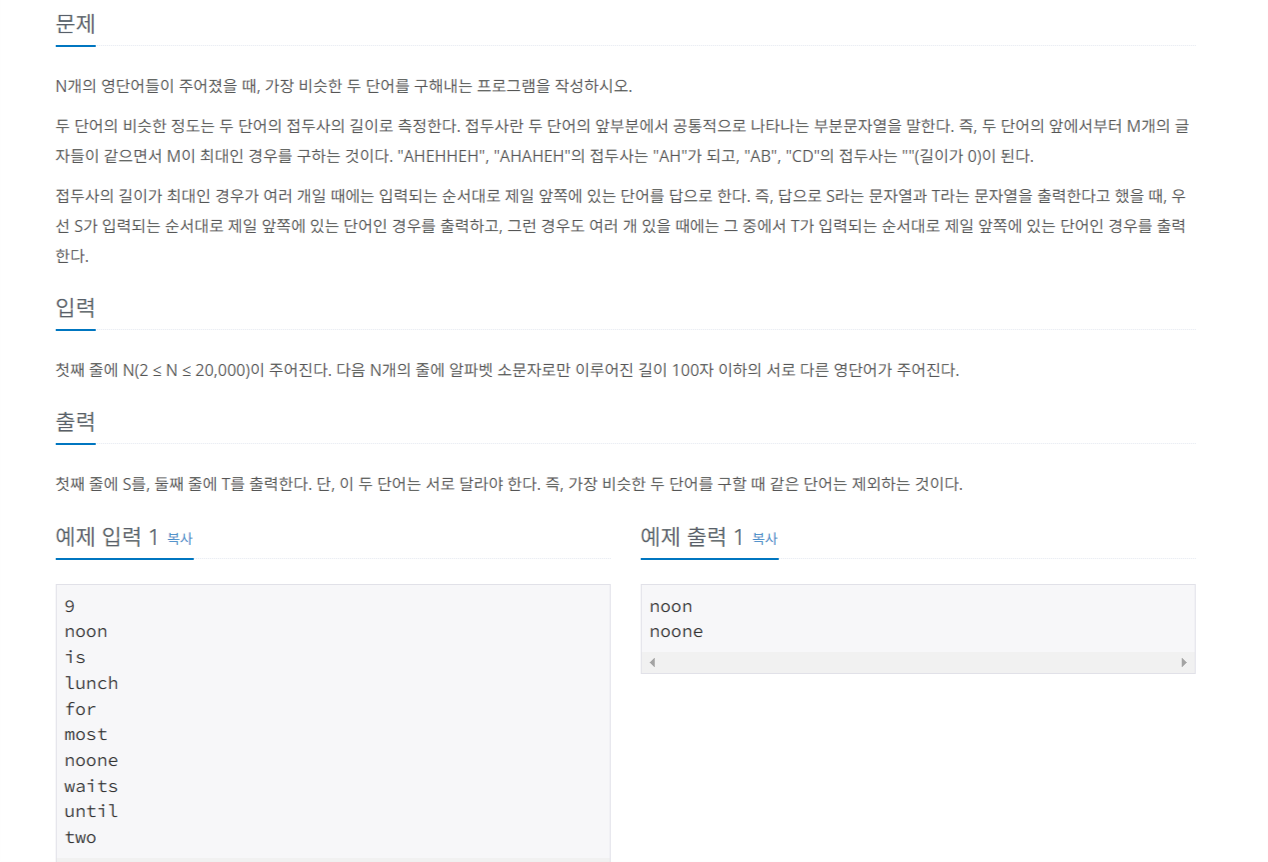 문제
N개의 영단어들이 주어졌을 때, 가장 비슷한 두 단어를 구해내는 프로그램을 작성하시오.
두 단어의 비슷한 정도는 두 단어의 접두사의 길이로 측정한다. 접두사란 두 단어의 앞부분에서 공통적으로 나타나는 부분문자열을 말한다. 즉, 두 단어의 앞에서부터 M개의 글
자들이 같으면서 M이 최대인 경우를 구하는 것이다. "AHEHHEH", "AHAHEH"의 접두사는 "AH"가 되고, "AB", "CD"의 접두사는 ""(길이가 0)이 된다.
접두사의 길이가 최대인 경우가 여러 개일 때에는 입력되는 순서대로 제일 앞쪽에 있는 단어를 답으로 한다. 즉, 답으로 S라는 문자열과 T라는 문자열을 출력한다고 했을 때, 우
선 S가 입력되는 순서대로 제일 앞쪽에 있는 단어인 경우를 출력하고, 그런 경우도 여러 개 있을 때에는 그 중에서 T가 입력되는 순서대로 제일 앞쪽에 있는 단어인 경우를 출력
한다.
입력
첫째 줄에 N(2 ≤ N ≤ 20,000)이 주어진다. 다음 N개의 줄에 알파벳 소문자로만 이루어진 길이 100자 이하의 서로 다른 영단어가 주어진다.
출력
첫째 줄에 S를, 둘째 줄에 T를 출력한다. 단, 이 두 단어는 서로 달라야 한다. 즉, 가장 비슷한 두 단어를 구할 때 같은 단어는 제외하는 것이다.
예제 입력 1 복사
9
noon
is
lunch
for
most
noone
waits
until
two
예제 출력 1 복사
noon
noone